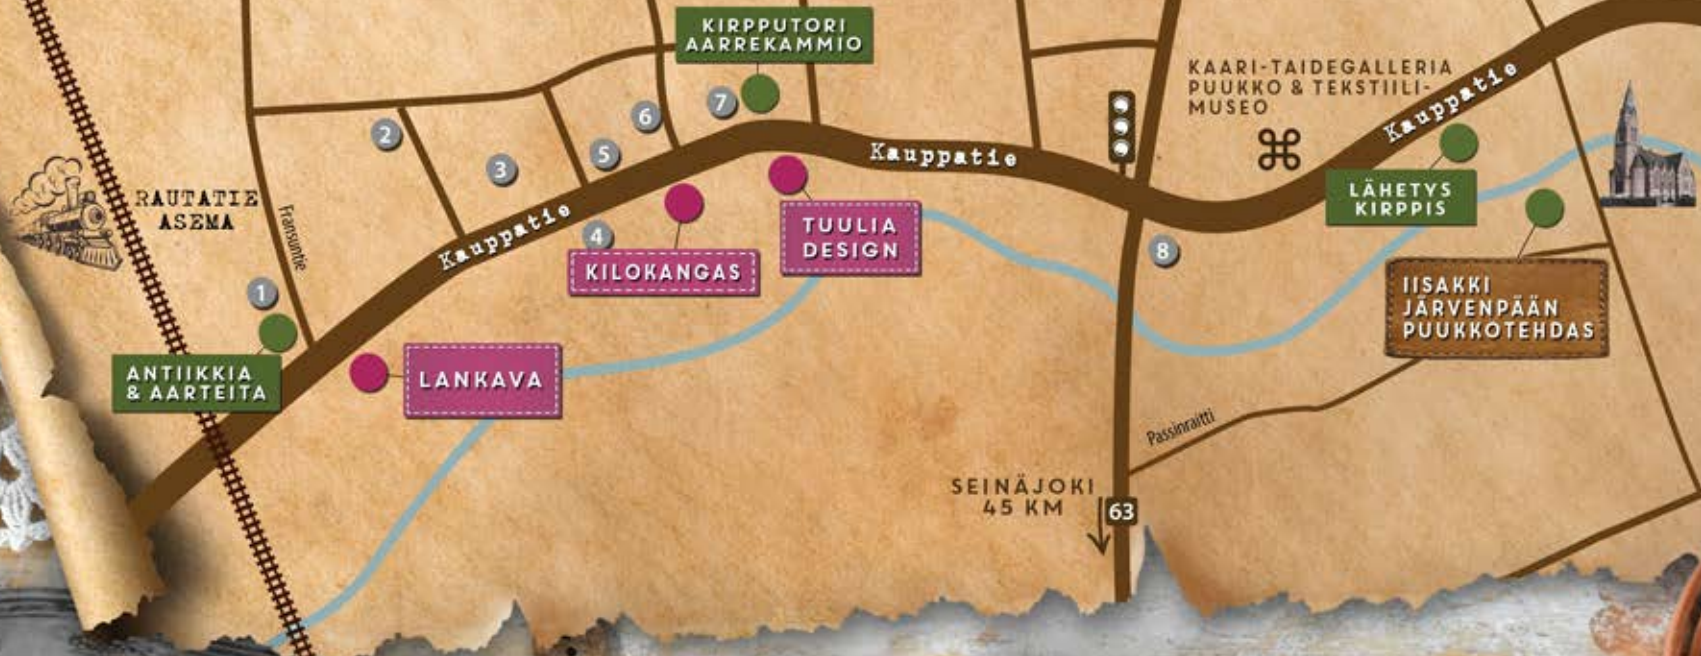 KIRPPUTORI
AARREKAMMIO
KAARI-TAIDEGALLERIA
PUUKKO & TEKSTIILI-
MUSEO
Kauppatie
7
6
2
5
3
Kauppatie
LÄHETYS
KIRPPIS
RAUTATIE
ASEMA
Fransuntie
Kauppatie
4
KILOKANGAS
TUULIA
DESIGN
8
1
IISAKKI
JÄRVENPÄÄN
PUUKKOTEHDAS
ANTIIKKIA
& AARTEITA
LANKAVA
Passinraitti
SEINÄJOKI
45 KM
63